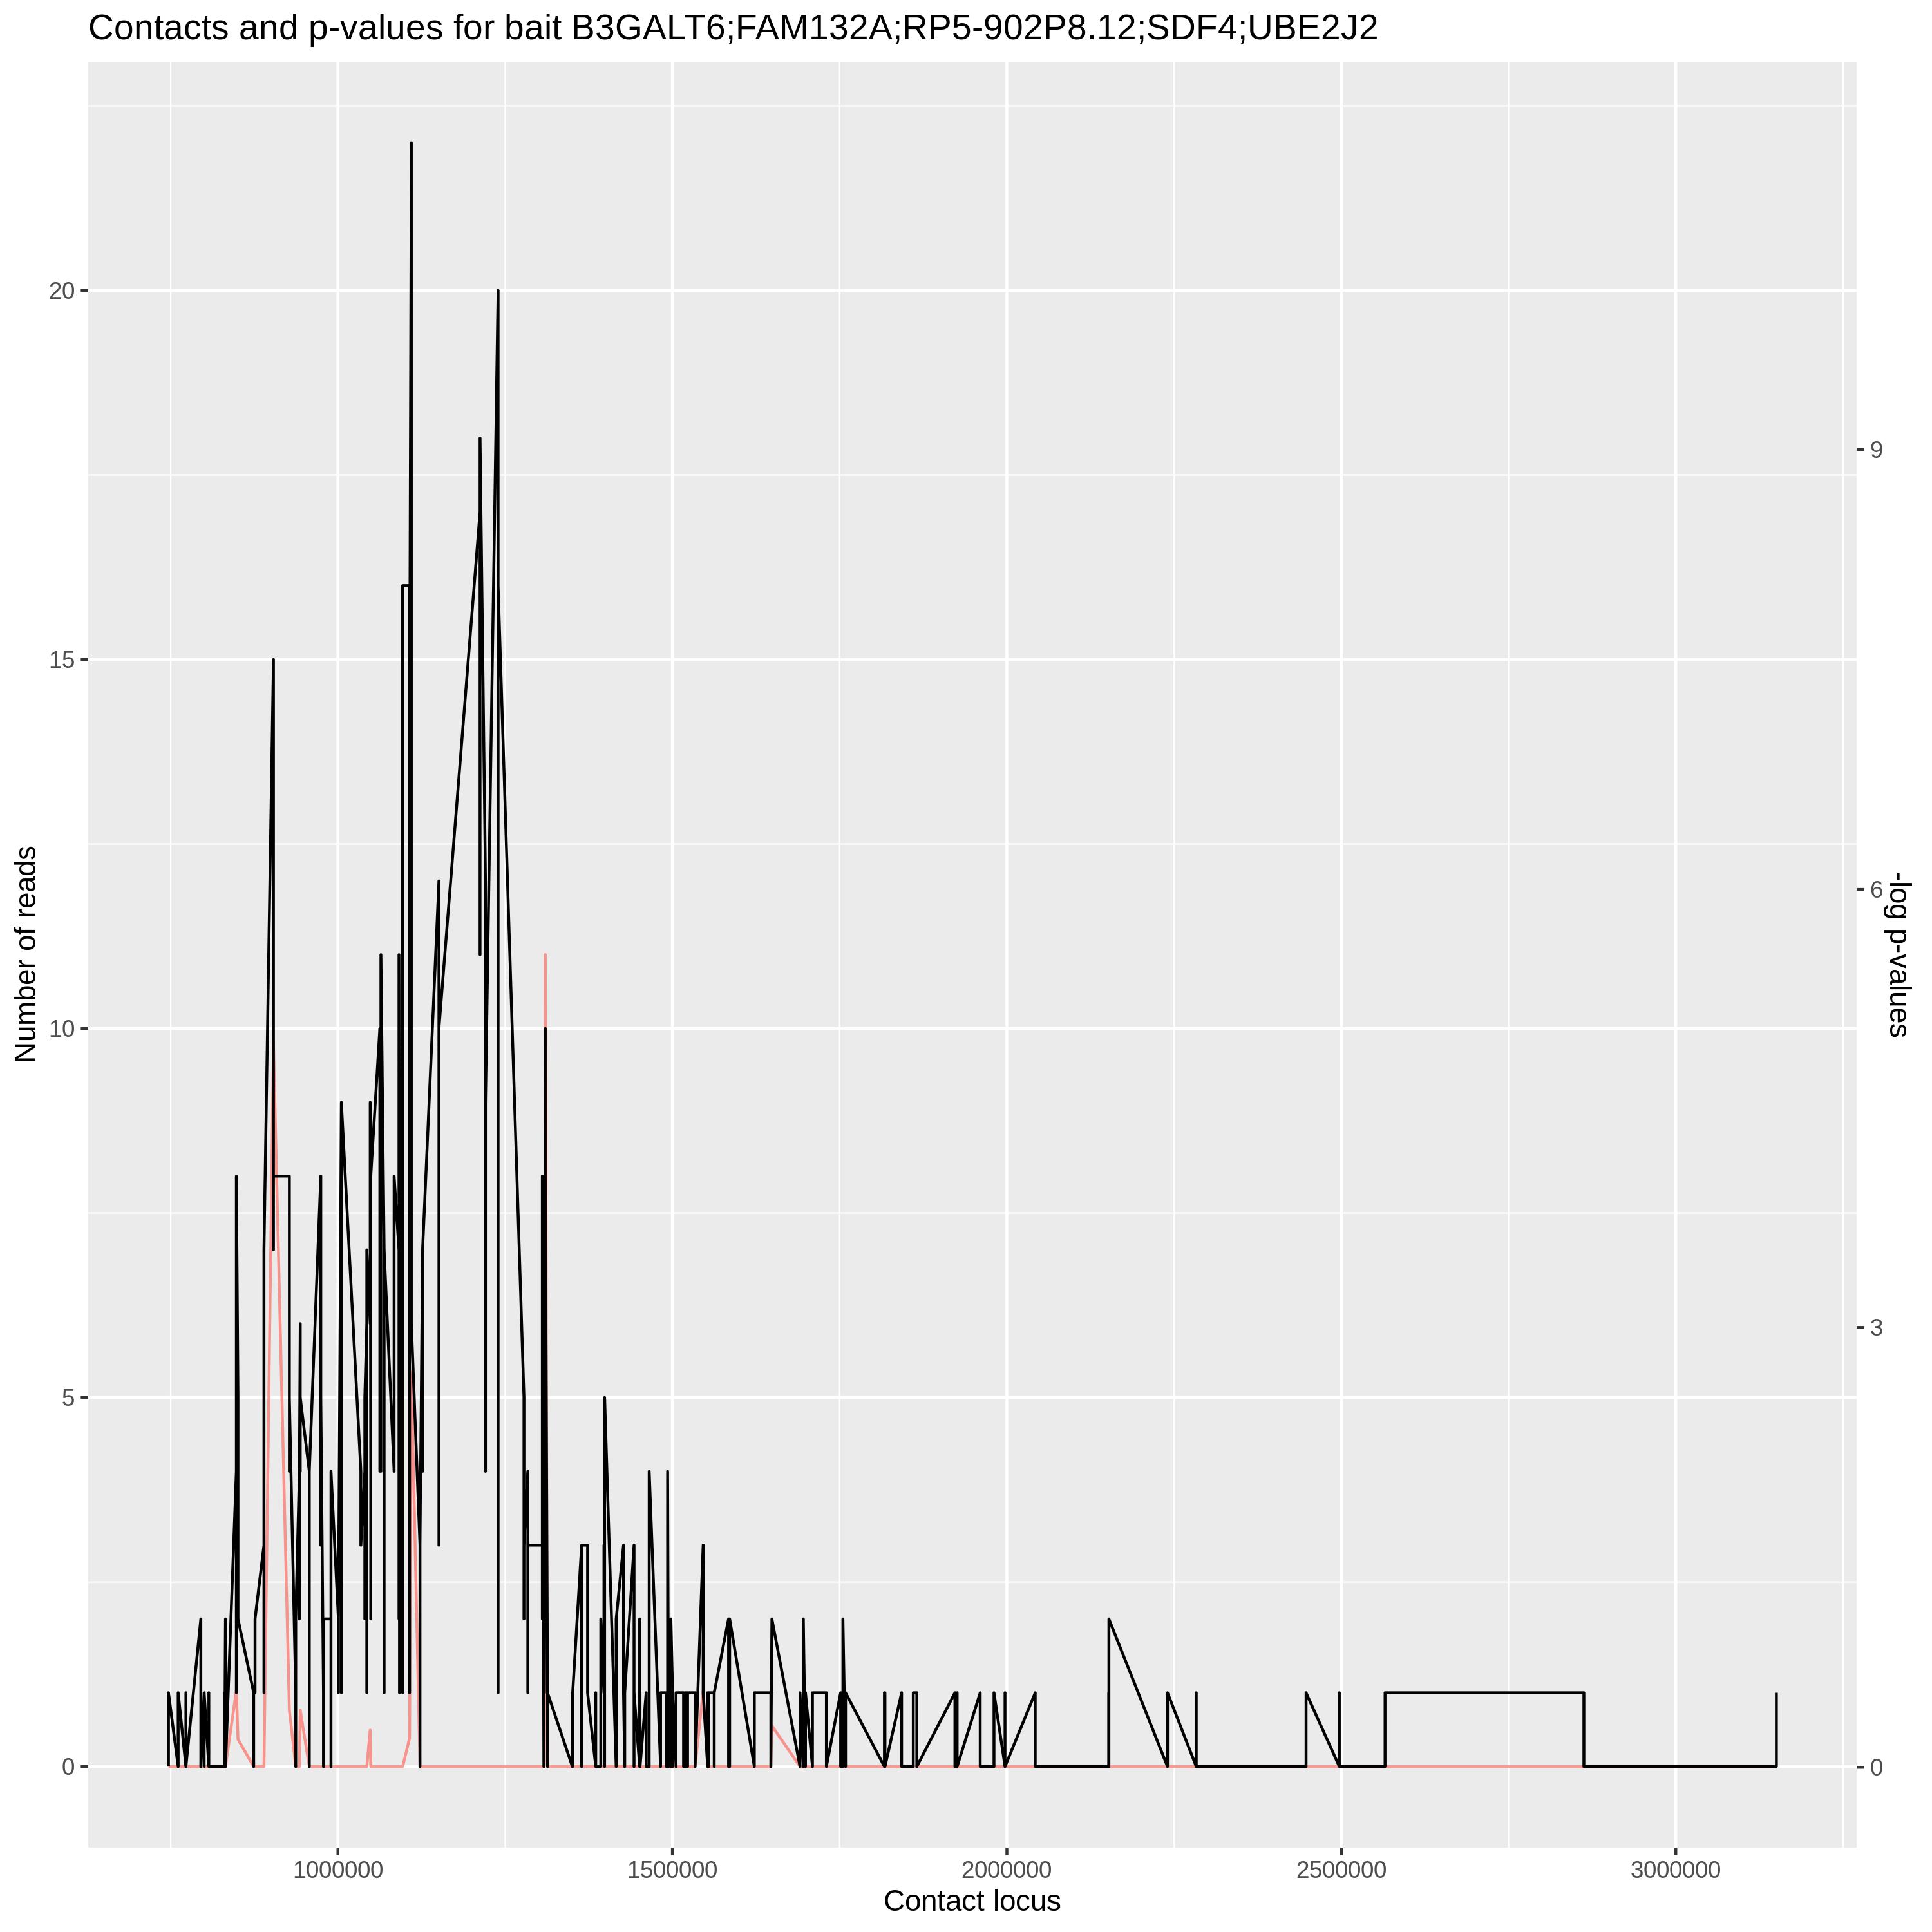 Contacts and p-values for bait B3GALT6;FAM132A;RP5-902P8.12;SDF4;UBE2J2
20
15
10
5
0
Number of reads
9
6
3
0
-log p-values
1000000 1500000 2000000 2500000 3000000
Contact locus